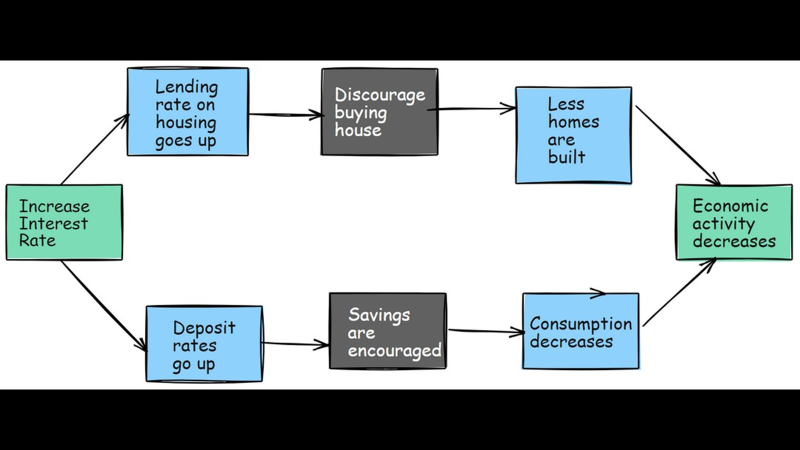 Lending
rate on
housing
goes up
Discourage
buying
house
Less
homes
are
built
Increase
Interest
Rate
Economic
activity
decreases
Deposit
rates
go up
Savings
are
encouraged
Consumption
decreases